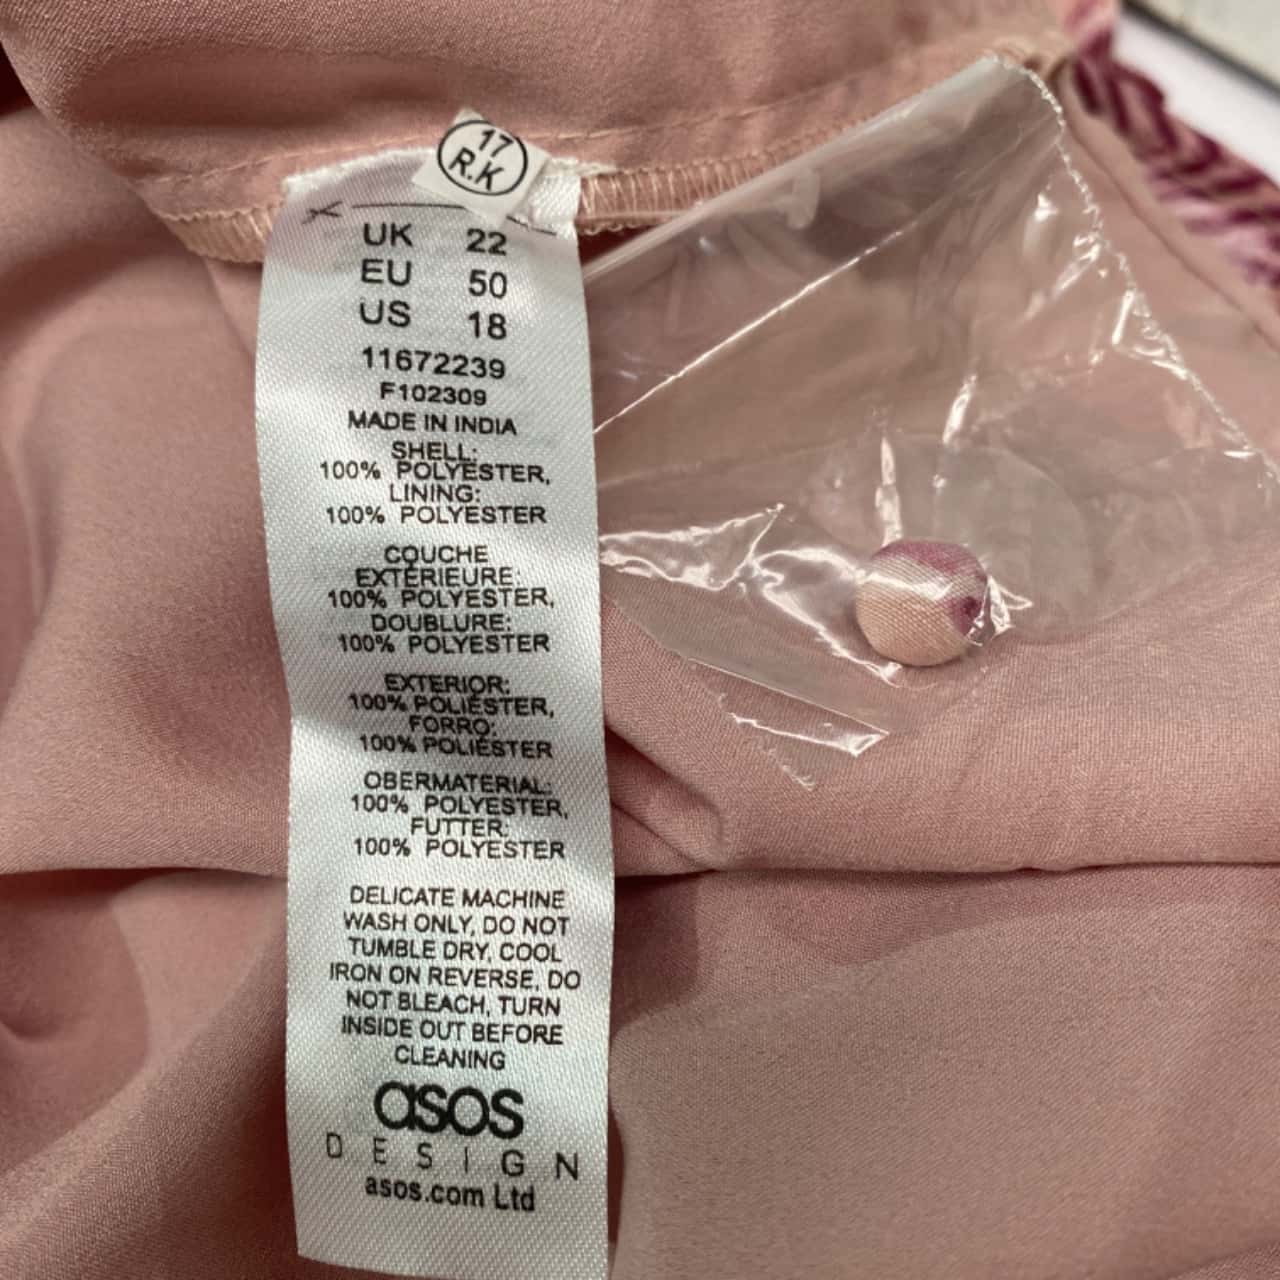 17
R.K
UK 22
EU 50
US 18
11672239
F102309
MADE IN INDIA
SHELL:
100% POLYESTER,
LINING:
100% POLYESTER
COUCHE
EXTÉRIEURE:
100% POLYESTER,
DOUBLURE:
100% POLYESTER
EXTERIOR:
100% POLIÉSTER,
FORRO:
100% POLIÉSTER
OBERMATERIAL:
100% POLYESTER,
FUTTER:
100% POLYESTER
DELICATE MACHINE
WASH ONLY, DO NOT
TUMBLE DRY, COOL
IRON ON REVERSE, DO
NOT BLEACH, TURN
INSIDE OUT BEFORE
CLEANING
asos
DESIGN
asos.com Ltd